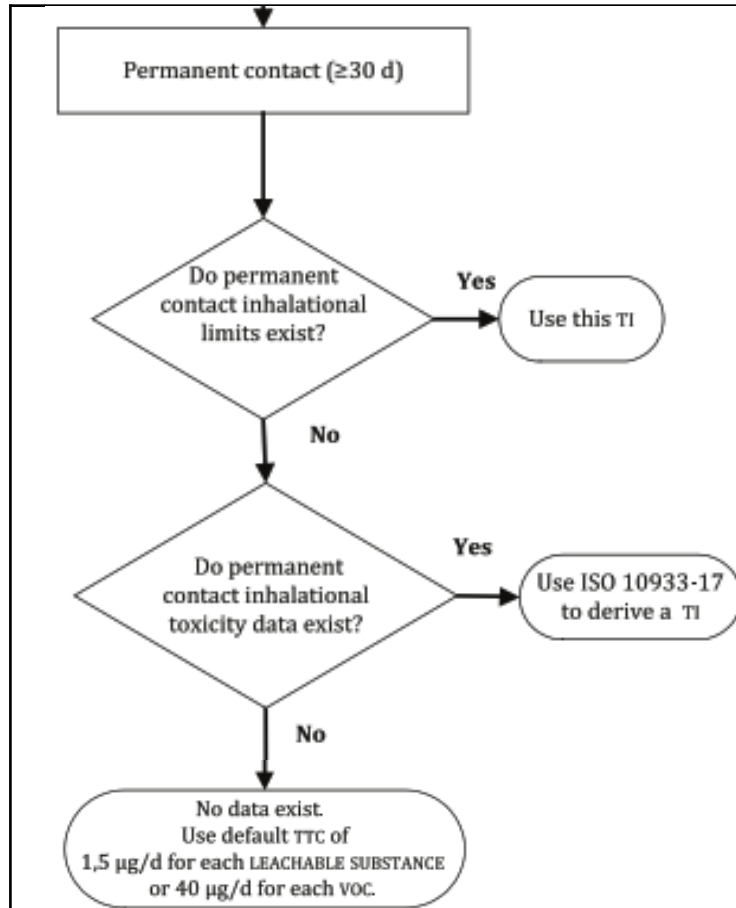 Permanent contact (≥30 d)
Do permanent
contact inhalational
limits exist?
Yes
Use this TI
No
Do permanent
contact inhalational
toxicity data exist?
Yes
Use ISO 10933-17
to derive a TI
No
No data exist.
Use default TTC of
1,5 µg/d for each LEACHABLE SUBSTANCE
or 40 µg/d for each VOC.